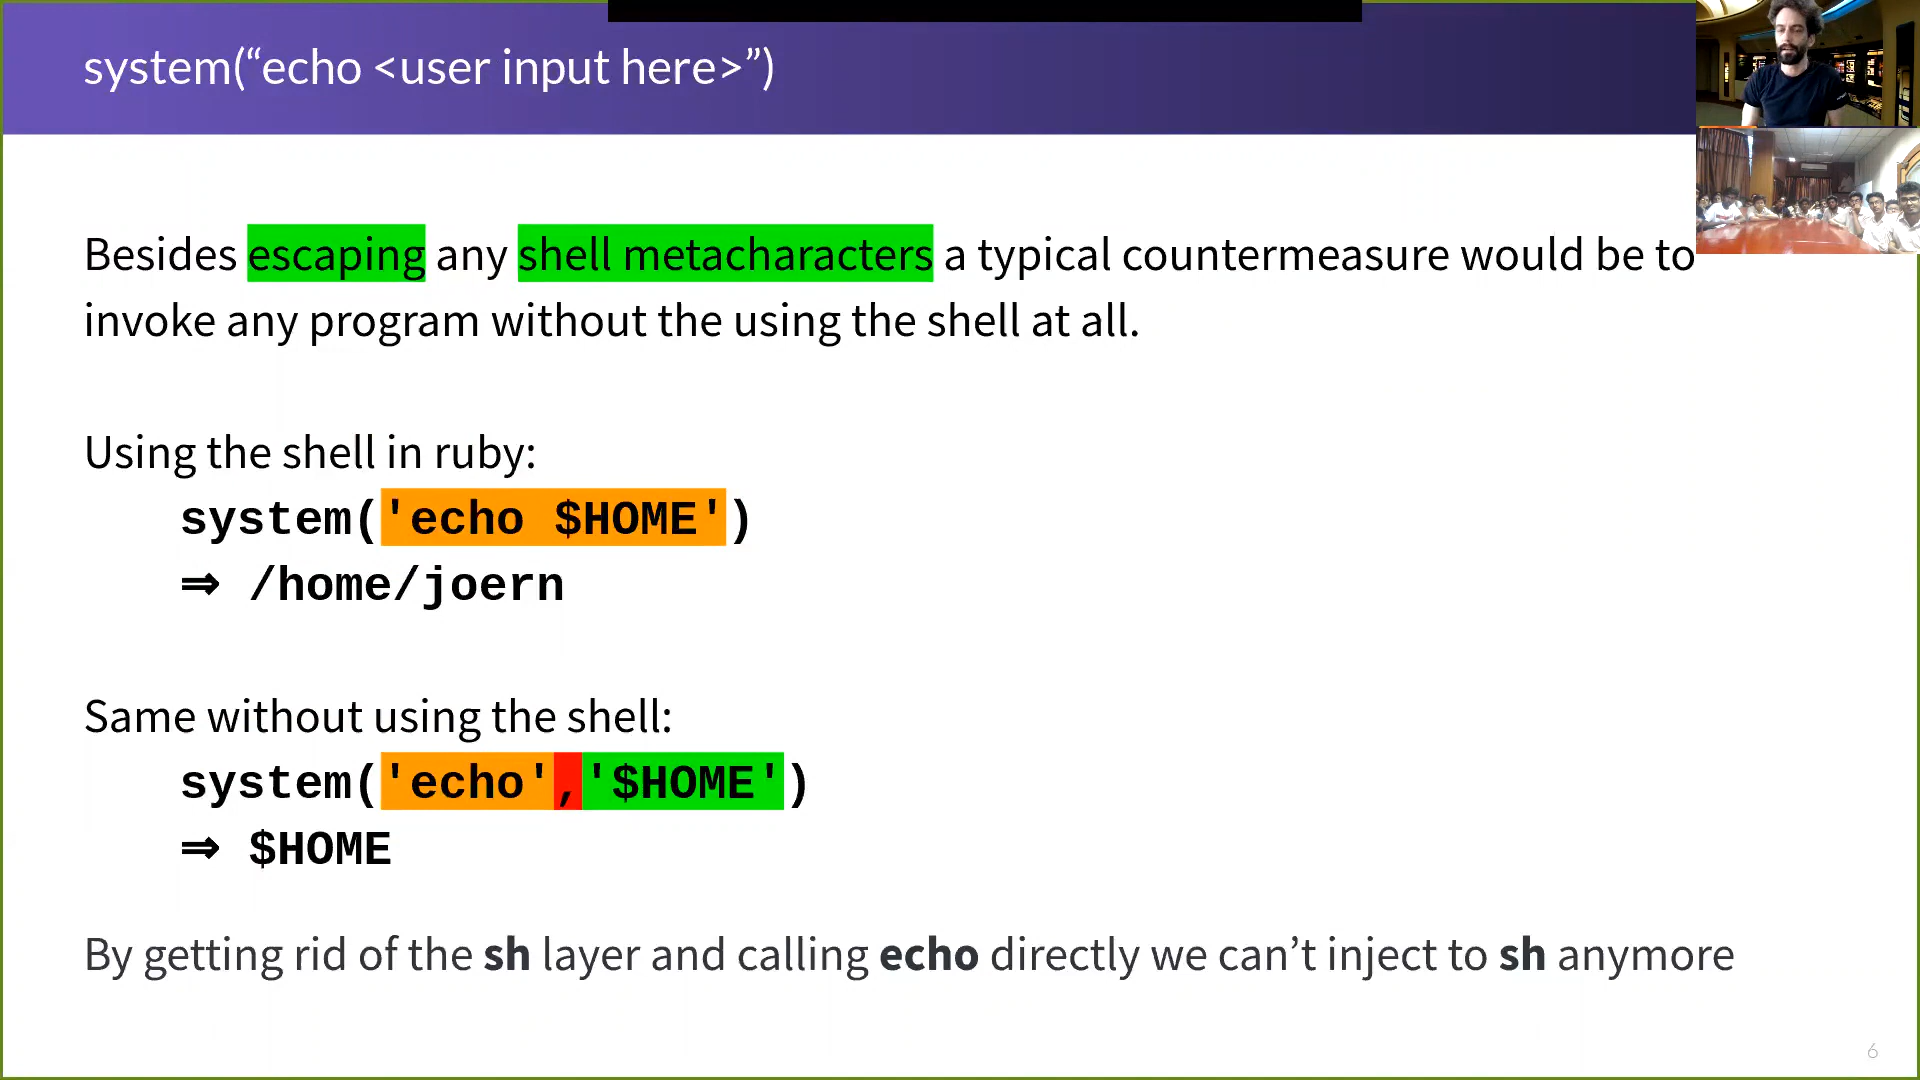 system(“echo <user input here>”)
Besides escaping any shell metacharacters a typical countermeasure would be to
invoke any program without the using the shell at all.
Using the shell in ruby:
system('echo $HOME')
⇒ /home/joern
Same without using the shell:
system('echo','$HOME')
⇒ $HOME
By getting rid of the sh layer and calling echo directly we can’t inject to sh anymore
6